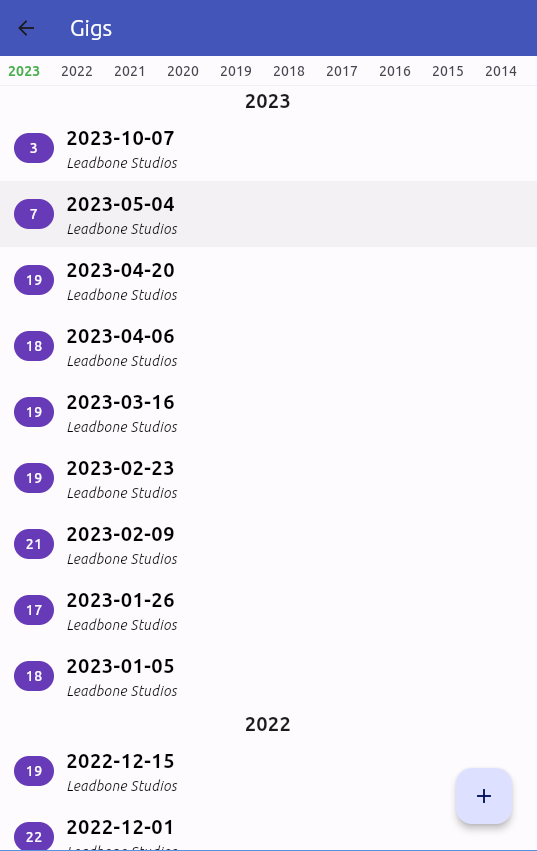 Gigs
2023 2022 2021 2020 2019 2018 2017 2016 2015 2014
2023
3
2023-10-07
Leadbone Studios
7
2023-05-04
Leadbone Studios
19
2023-04-20
Leadbone Studios
18
2023-04-06
Leadbone Studios
19
2023-03-16
Leadbone Studios
19
2023-02-23
Leadbone Studios
21
2023-02-09
Leadbone Studios
17
2023-01-26
Leadbone Studios
18
2023-01-05
Leadbone Studios
2022
19
2022-12-15
Leadbone Studios
22
2022-12-01
Leadbone Studios